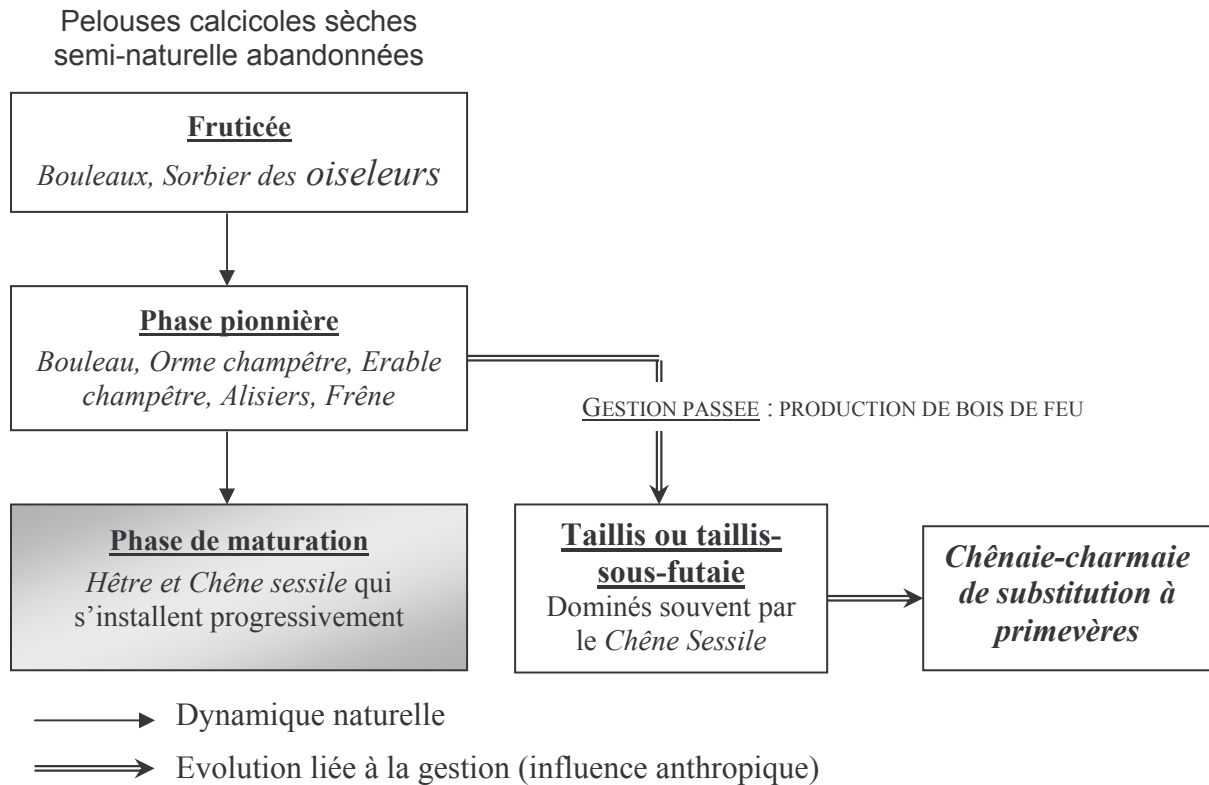 Pelouses calcicoles sèches
semi-naturelle abandonnées
Fruticée
Bouleaux, Sorbier des oiseleurs
Phase pionnière
Bouleau, Orme champêtre, Erable
champêtre, Alisiers, Frêne
GESTION PASSEE : PRODUCTION DE BOIS DE FEU
Phase de maturation
Hêtre et Chêne sessile qui
s'installent progressivement
Taillis ou taillis-
sous-futaie
Dominés souvent par
le Chêne Sessile
Chênaie-charmaie
de substitution à
primevères
Dynamique naturelle
Evolution liée à la gestion (influence anthropique)